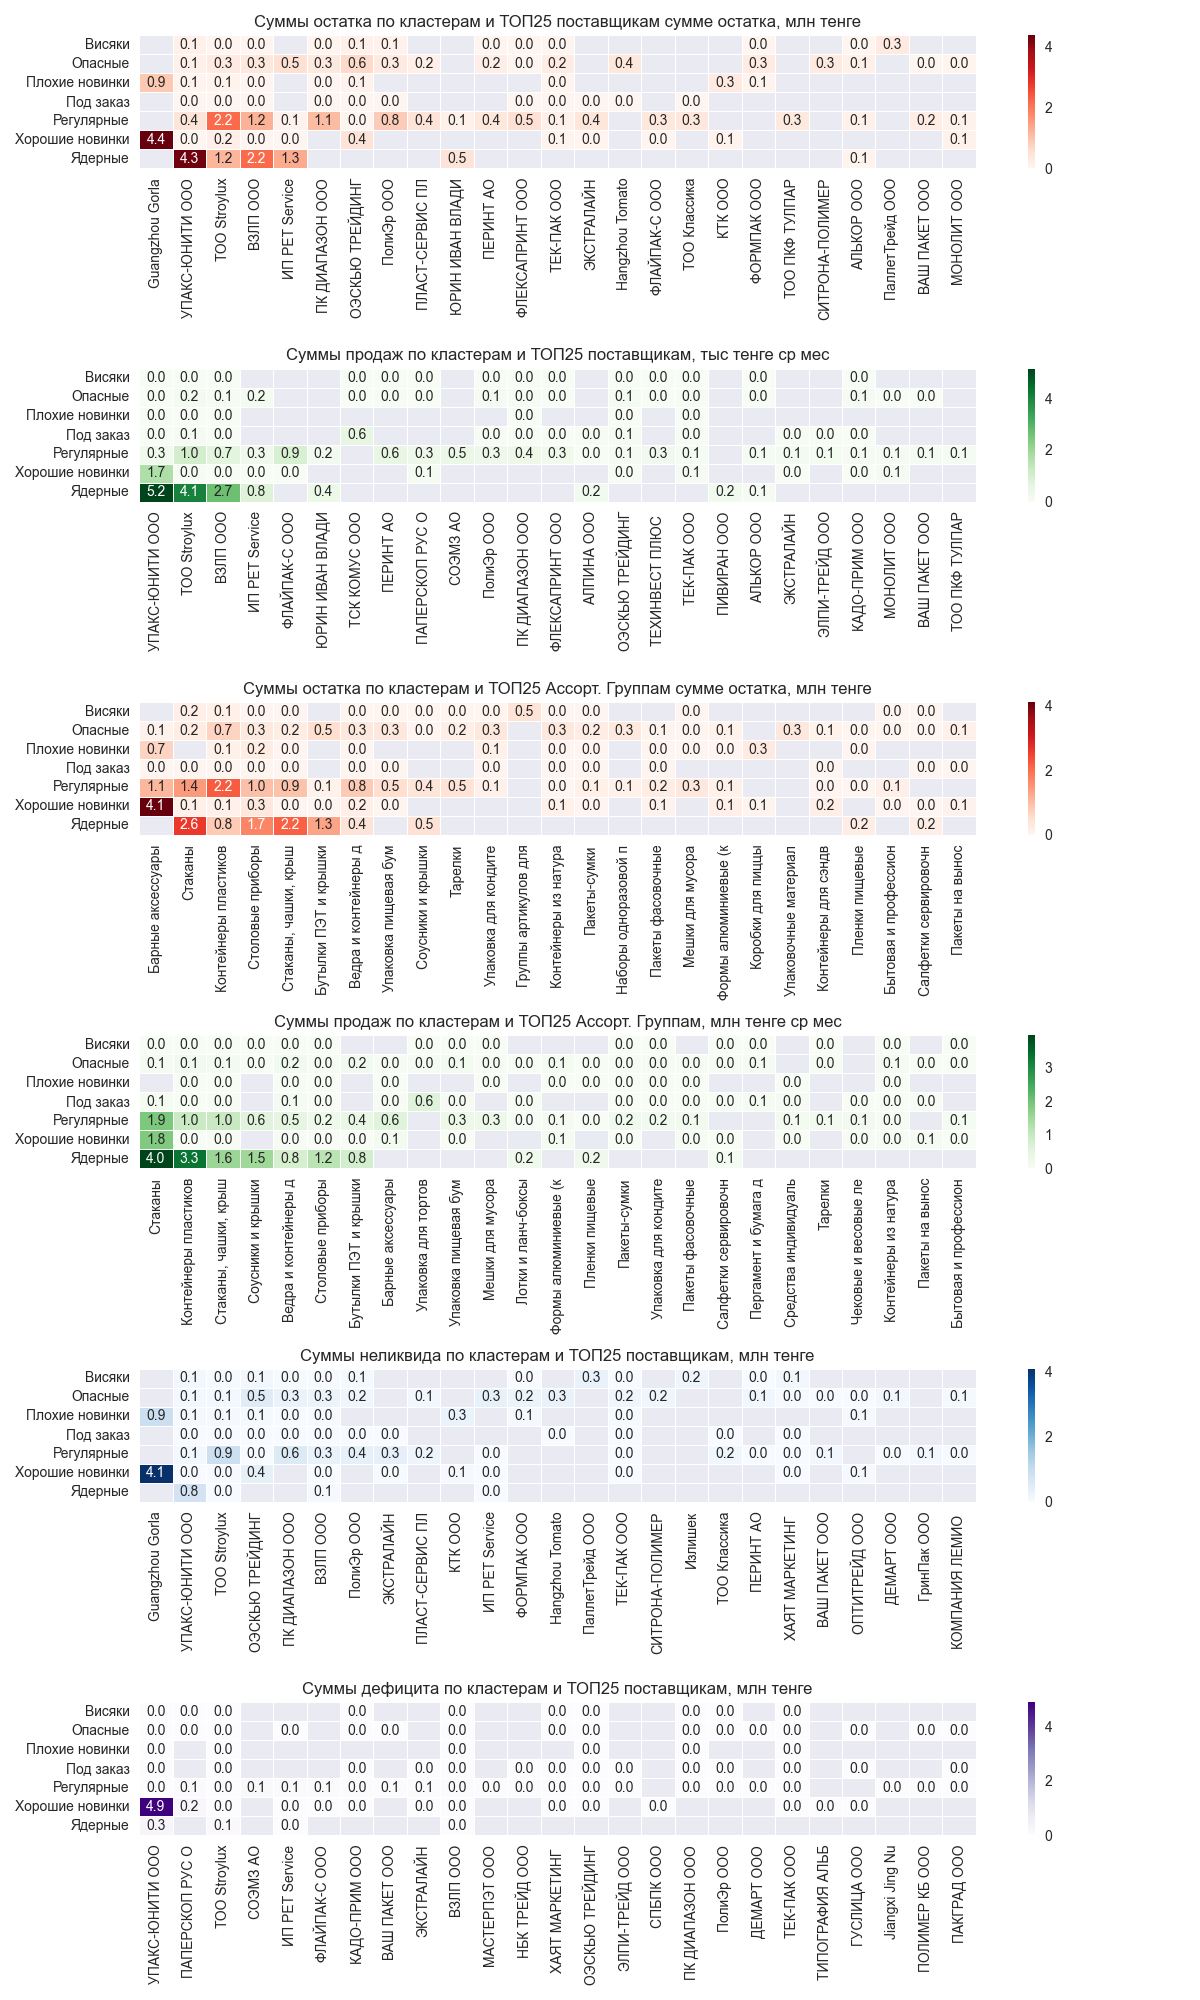 Суммы остатка по кластерам и ТОП25 поставщикам сумме остатка, млн тенге
Висяки 0.1 0.0 0.0 0.0 0.1 0.1 0.0 0.0 0.0 0.0 0.0 0.3
Опасные 0.1 0.3 0.3 0.5 0.3 0.6 0.3 0.2 0.2 0.0 0.2 0.4 0.3 0.3 0.1 0.0 0.0
Плохие новинки 0.9 0.1 0.1 0.0 0.0 0.1 0.0 0.3 0.1
Под заказ 0.0 0.0 0.0 0.0 0.0 0.0 0.0 0.0 0.0 0.0 0.0
Регулярные 0.4 2.2 1.2 0.1 1.1 0.0 0.8 0.4 0.1 0.4 0.5 0.1 0.4 0.3 0.3 0.3 0.1 0.2 0.1
Хорошие новинки 4.4 0.0 0.2 0.0 0.0 0.4 0.1 0.0 0.0 0.1 0.1
Ядерные 4.3 1.2 2.2 1.3 0.5 0.1
4
2
0
Guangzhou Gorla
УПАКС-ЮНИТИ ООО
ТОО Stroylux
ВЗЛП ООО
ИП PET Service
ПК ДИАПАЗОН ООО
ОЭСКЬЮ ТРЕЙДИНГ
ПолиЭр ООО
ПЛАСТ-СЕРВИС ПЛ
ЮРИН ИВАН ВЛАДИ
ПЕРИНТ АО
ФЛЕКСАПРИНТ ООО
ТЕК-ПАК ООО
ЭКСТРАЛАЙН
Hangzhou Tomato
ФЛАЙПАК-С ООО
ТОО Классика
КТК ООО
ФОРМПАК ООО
ТОО ПКФ ТУЛПАР
СИТРОНА-ПОЛИМЕР
АЛЬКОР ООО
ПаллетТрейд ООО
ВАШ ПАКЕТ ООО
МОНОЛИТ ООО
Суммы продаж по кластерам и ТОП25 поставщикам, тыс тенге ср мес
Висяки 0.0 0.0 0.0 0.0 0.0 0.0 0.0 0.0 0.0 0.0 0.0 0.0 0.0 0.0
Опасные 0.0 0.2 0.1 0.2 0.0 0.0 0.0 0.1 0.0 0.0 0.1 0.0 0.0 0.0 0.1 0.0 0.0
Плохие новинки 0.0 0.0 0.0 0.0 0.0 0.0
Под заказ 0.0 0.1 0.0 0.6 0.0 0.0 0.0 0.0 0.1 0.0 0.0 0.0 0.0
Регулярные 0.3 1.0 0.7 0.3 0.9 0.2 0.6 0.3 0.5 0.3 0.4 0.3 0.0 0.1 0.3 0.1 0.1 0.1 0.1 0.1 0.1 0.1 0.1
Хорошие новинки 1.7 0.0 0.0 0.0 0.0 0.1 0.0 0.1 0.0 0.0 0.1
Ядерные 5.2 4.1 2.7 0.8 0.4 0.2 0.2 0.1
4
2
0
УПАКС-ЮНИТИ ООО
ТОО Stroylux
ВЗЛП ООО
ИП PET Service
ФЛАЙПАК-С ООО
ЮРИН ИВАН ВЛАДИ
ТСК КОМУС ООО
ПЕРИНТ АО
ПАПЕРСКОП РУС О
СОЭМЗ АО
ПолиЭр ООО
ПК ДИАПАЗОН ООО
ФЛЕКСАПРИНТ ООО
АЛПИНА ООО
ОЭСКЬЮ ТРЕЙДИНГ
ТЕХИНВЕСТ ПЛЮС
ТЕК-ПАК ООО
ПИВИРАН ООО
АЛЬКОР ООО
ЭКСТРАЛАЙН
ЭЛПИ-ТРЕЙД ООО
КАДО-ПРИМ ООО
МОНОЛИТ ООО
ВАШ ПАКЕТ ООО
ТОО ПКФ ТУЛПАР
Суммы остатка по кластерам и ТОП25 Ассорт. Группам сумме остатка, млн тенге
Висяки 0.2 0.1 0.0 0.0 0.0 0.0 0.0 0.0 0.0 0.5 0.0 0.0 0.0 0.0 0.0
Опасные 0.1 0.2 0.7 0.3 0.2 0.5 0.3 0.3 0.0 0.2 0.3 0.3 0.2 0.3 0.1 0.0 0.1 0.3 0.1 0.0 0.0 0.0 0.1
Плохие новинки 0.7 0.1 0.2 0.0 0.0 0.1 0.0 0.0 0.0 0.0 0.0 0.3 0.0
Под заказ 0.0 0.0 0.0 0.0 0.0 0.0 0.0 0.0 0.0 0.0 0.0 0.0 0.0 0.0
Регулярные 1.1 1.4 2.2 1.0 0.9 0.1 0.8 0.5 0.4 0.5 0.1 0.0 0.1 0.1 0.2 0.3 0.1 0.0 0.0 0.1
Хорошие новинки 4.1 0.1 0.1 0.3 0.0 0.0 0.2 0.0 0.1 0.0 0.1 0.1 0.1 0.2 0.0 0.0 0.1
Ядерные 2.6 0.8 1.7 2.2 1.3 0.4 0.5 0.2 0.2
4
2
0
Барные аксессуары
Стаканы
Контейнеры пластиков
Столовые приборы
Стаканы, чашки, крыш
Бутылки ПЭТ и крышки
Ведра и контейнеры д
Упаковка пищевая бум
Соусники и крышки
Тарелки
Упаковка для кондите
Группы артикулов для
Контейнеры из натура
Пакеты-сумки
Наборы одноразовой п
Пакеты фасовочные
Мешки для мусора
Формы алюминиевые (к
Коробки для пиццы
Упаковочные материал
Контейнеры для сэндв
Пленки пищевые
Бытовая и профессион
Салфетки сервировочн
Пакеты на вынос
Суммы продаж по кластерам и ТОП25 Ассорт. Группам, млн тенге ср мес
Висяки 0.0 0.0 0.0 0.0 0.0 0.0 0.0 0.0 0.0 0.0 0.0 0.0 0.0 0.0 0.0 0.0
Опасные 0.1 0.1 0.1 0.0 0.2 0.0 0.2 0.0 0.0 0.1 0.0 0.0 0.1 0.0 0.0 0.0 0.0 0.0 0.1 0.0 0.1 0.0 0.0
Плохие новинки 0.0 0.0 0.0 0.0 0.0 0.0 0.0 0.0 0.0 0.0 0.0 0.0 0.0
Под заказ 0.1 0.0 0.0 0.1 0.0 0.0 0.6 0.0 0.0 0.0 0.0 0.0 0.0 0.1 0.0 0.0 0.0 0.0
Регулярные 1.9 1.0 1.0 0.6 0.5 0.2 0.4 0.6 0.3 0.3 0.0 0.1 0.0 0.2 0.2 0.1 0.1 0.1 0.1 0.0 0.1
Хорошие новинки 1.8 0.0 0.0 0.0 0.0 0.0 0.1 0.0 0.1 0.0 0.0 0.0 0.0 0.0 0.0 0.1 0.0
Ядерные 4.0 3.3 1.6 1.5 0.8 1.2 0.8 0.2 0.2 0.1
3
2
1
0
Стаканы
Контейнеры пластиков
Стаканы, чашки, крыш
Соусники и крышки
Ведра и контейнеры д
Столовые приборы
Бутылки ПЭТ и крышки
Барные аксессуары
Упаковка для тортов
Упаковка пищевая бум
Мешки для мусора
Лотки и ланч-боксы
Формы алюминиевые (к
Пленки пищевые
Пакеты-сумки
Упаковка для кондите
Пакеты фасовочные
Салфетки сервировочн
Пергамент и бумага д
Средства индивидуаль
Тарелки
Чековые и весовые ле
Контейнеры из натура
Пакеты на вынос
Бытовая и профессион
Суммы неликвида по кластерам и ТОП25 поставщикам, млн тенге
Висяки 0.1 0.0 0.1 0.0 0.0 0.1 0.0 0.3 0.0 0.2 0.0 0.1
Опасные 0.1 0.1 0.5 0.3 0.3 0.2 0.1 0.3 0.2 0.3 0.2 0.2 0.1 0.0 0.0 0.0 0.1 0.1
Плохие новинки 0.9 0.1 0.1 0.1 0.0 0.0 0.3 0.1 0.0 0.1
Под заказ 0.0 0.0 0.0 0.0 0.0 0.0 0.0 0.0 0.0 0.0 0.0
Регулярные 0.1 0.9 0.0 0.6 0.3 0.4 0.3 0.2 0.0 0.0 0.2 0.0 0.0 0.1 0.0 0.1 0.0
Хорошие новинки 4.1 0.0 0.0 0.4 0.0 0.0 0.1 0.0 0.0 0.0 0.1
Ядерные 0.8 0.0 0.1 0.0
4
2
0
Guangzhou Gorla
УПАКС-ЮНИТИ ООО
ТОО Stroylux
ОЭСКЬЮ ТРЕЙДИНГ
ПК ДИАПАЗОН ООО
ВЗЛП ООО
ПолиЭр ООО
ЭКСТРАЛАЙН
ПЛАСТ-СЕРВИС ПЛ
КТК ООО
ИП PET Service
ФОРМПАК ООО
Hangzhou Tomato
ПаллетТрейд ООО
ТЕК-ПАК ООО
СИТРОНА-ПОЛИМЕР
Излишек
ТОО Классика
ПЕРИНТ АО
ХАЯТ МАРКЕТИНГ
ВАШ ПАКЕТ ООО
ОПТИТРЕЙД ООО
ДЕМАРТ ООО
ГринПак ООО
КОМПАНИЯ ЛЕМИО
Суммы дефицита по кластерам и ТОП25 поставщикам, млн тенге
Висяки 0.0 0.0 0.0 0.0 0.0 0.0 0.0 0.0 0.0 0.0
Опасные 0.0 0.0 0.0 0.0 0.0 0.0 0.0 0.0 0.0 0.0 0.0 0.0 0.0 0.0 0.0 0.0
Плохие новинки 0.0 0.0 0.0 0.0 0.0 0.0
Под заказ 0.0 0.0 0.0 0.0 0.0 0.0 0.0 0.0 0.0 0.0 0.0 0.0 0.0 0.0
Регулярные 0.0 0.1 0.0 0.1 0.1 0.1 0.0 0.1 0.1 0.0 0.0 0.0 0.0 0.0 0.0 0.0 0.0 0.0 0.0 0.0 0.0 0.0
Хорошие новинки 4.9 0.2 0.0 0.0 0.0 0.0 0.0 0.0 0.0 0.0 0.0 0.0 0.0 0.0
Ядерные 0.3 0.1 0.0 0.0
4
2
0
УПАКС-ЮНИТИ ООО
ПАПЕРСКОП РУС О
ТОО Stroylux
СОЭМЗ АО
ИП PET Service
ФЛАЙПАК-С ООО
КАДО-ПРИМ ООО
ВАШ ПАКЕТ ООО
ЭКСТРАЛАЙН
ВЗЛП ООО
МАСТЕРПЭТ ООО
НБК ТРЕЙД ООО
ХАЯТ МАРКЕТИНГ
ОЭСКЬЮ ТРЕЙДИНГ
ЭЛПИ-ТРЕЙД ООО
СПБПК ООО
ПК ДИАПАЗОН ООО
ПолиЭр ООО
ДЕМАРТ ООО
ТЕК-ПАК ООО
ТИПОГРАФИЯ АЛЬБ
ГУСЛИЦА ООО
Jiangxi Jing Nu
ПОЛИМЕР КБ ООО
ПАКГРАД ООО